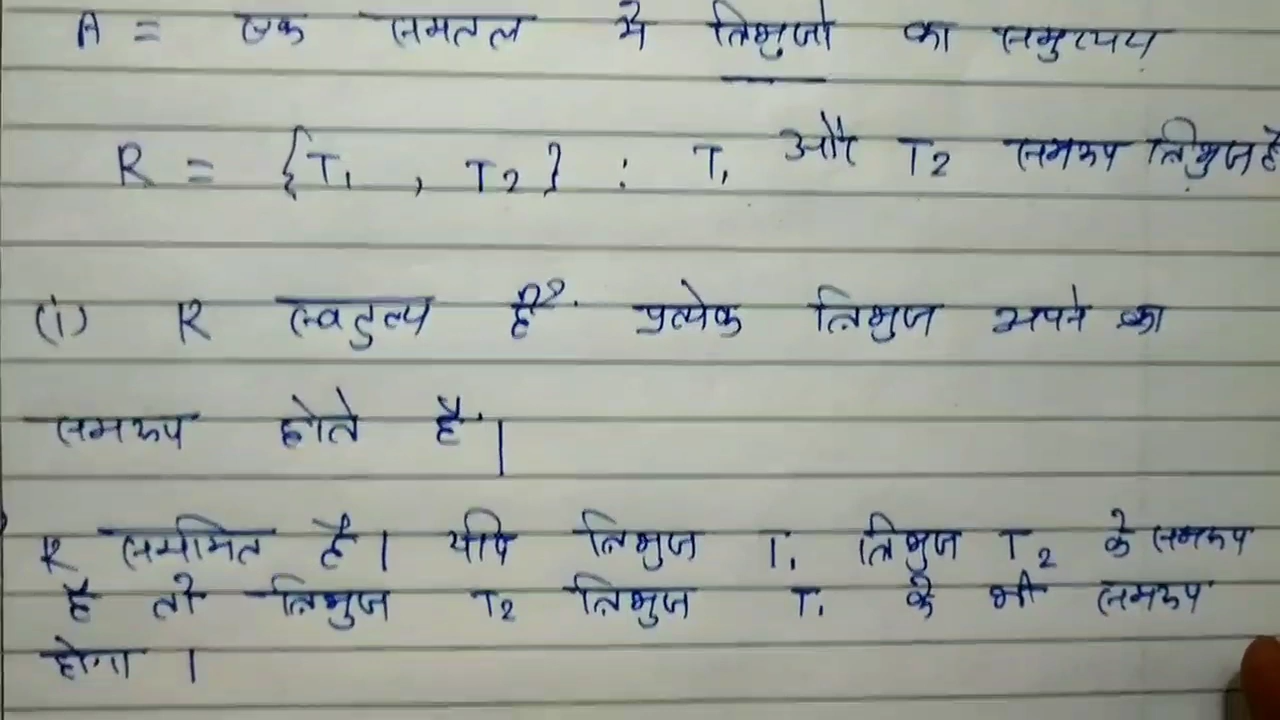 A = एक समतल मे त्रिभुजो का समुच्चय
R = {T₁ , T₂} : T₁ और T₂ समरूप त्रिभुज है
(i) R स्वतुल्य है प्रत्येक त्रिभुज अपने का
समरूप होते है।
R सममित है। यदि त्रिभुज T₁ त्रिभुज T₂ के समरूप
है तो त्रिभुज T₂ त्रिभुज T₁ के भी समरूप
होगा ।